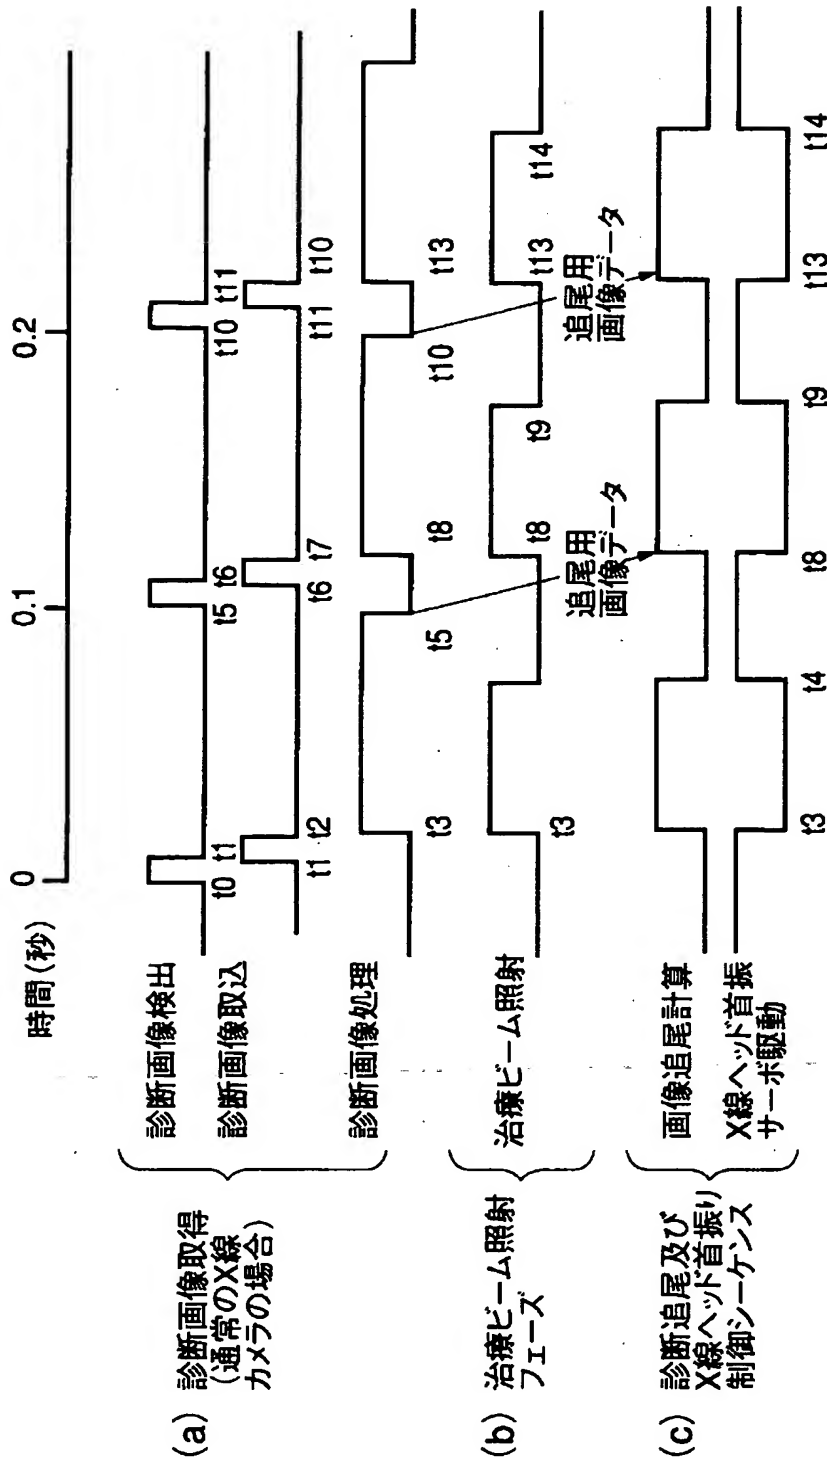 時間(秒)
0
0.1
0.2
(a)
診断画像取得
(通常のX線
カメラの場合)
診断画像検出
t0
t1
t5
t6
t10
t11
診断画像取込
t1
t2
t6
t7
t11
t10
診断画像処理
t3
t5
t8
t10
t13
(b)
治療ビーム照射
フェーズ
治療ビーム照射
t3
t8
t9
t13
t14
追尾用
画像データ
追尾用
画像データ
(c)
診断追尾及び
X線ヘッド首振り
制御シーケンス
画像追尾計算
X線ヘッド首振
サーボ駆動
t3
t4
t8
t9
t13
t14